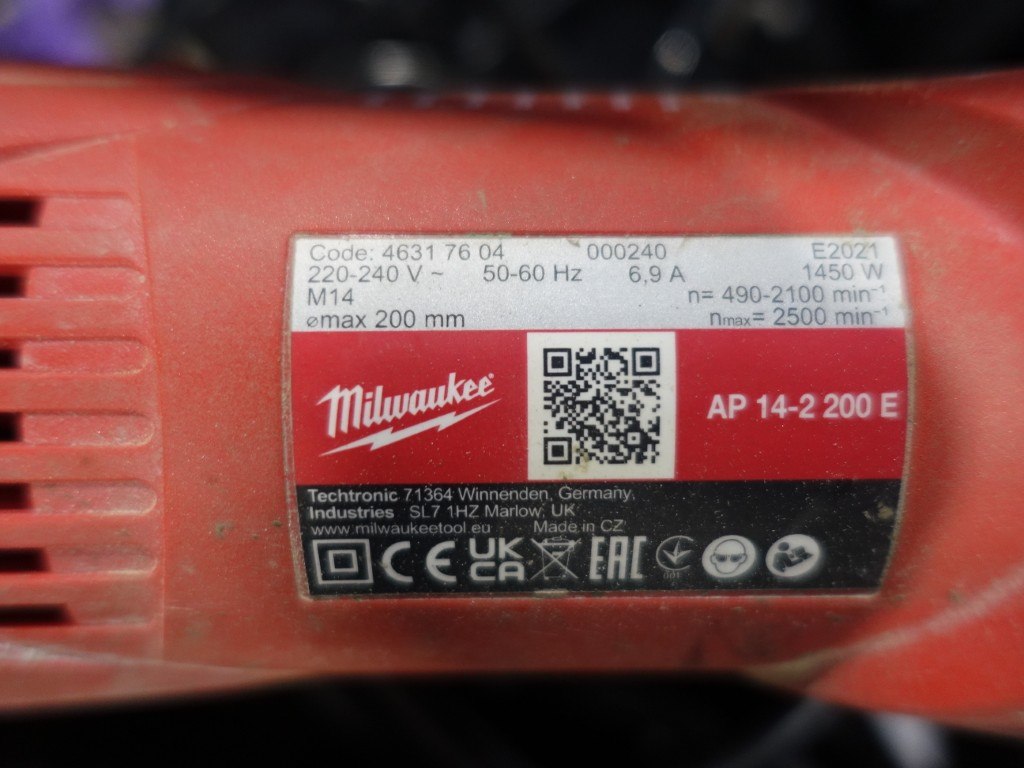 Code: 4631 76 04 000240 E2021
220-240 V ~ 50-60 Hz 6,9 A 1450 W
M14 n= 490-2100 min⁻¹
⌀max 200 mm nmax= 2500 min⁻¹
Milwaukee®
AP 14-2 200 E
Techtronic 71364 Winnenden, Germany,
Industries SL7 1HZ Marlow, UK
www.milwaukeetool.eu Made in CZ
CE UK CA EAC 001